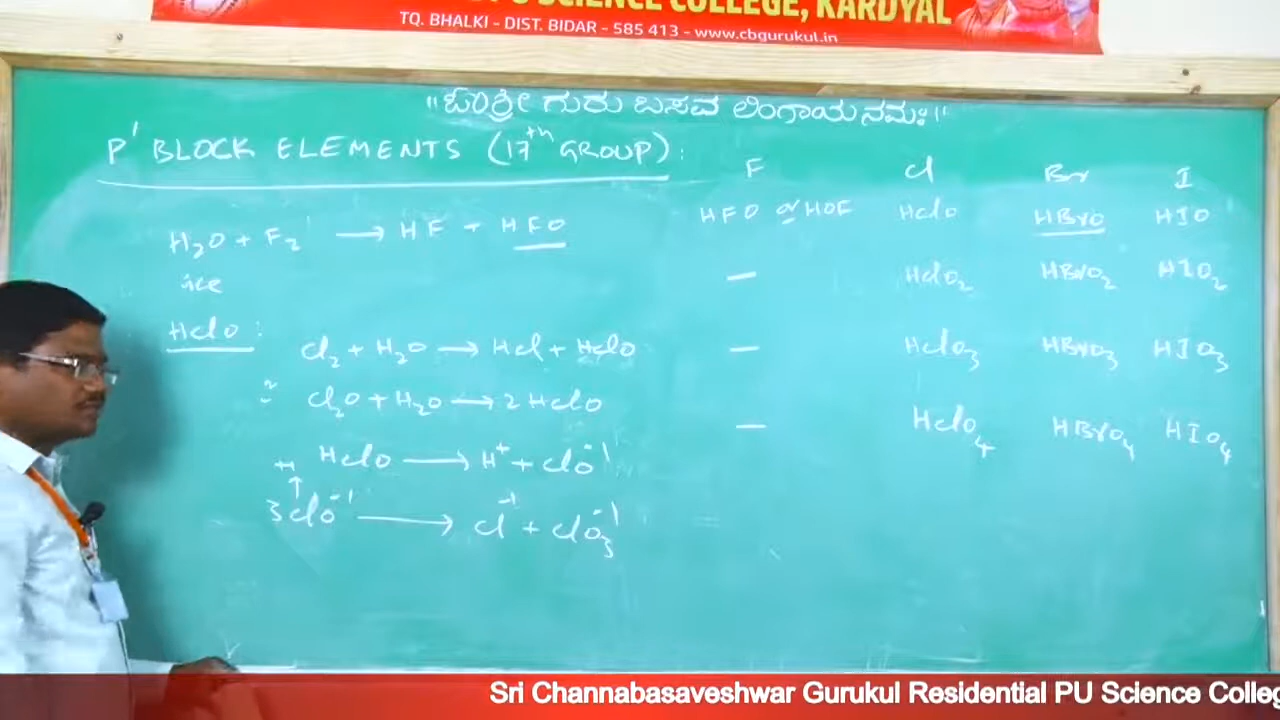 SCIENCE COLLEGE, KARDYAL
TQ. BHALKI - DIST. BIDAR - 585 413 - www.cbgurukul.in
"ಓಂ ಶ್ರೀ ಗುರು ಬಸವ ಲಿಂಗಾಯ ನಮಃ"
P' BLOCK ELEMENTS (17th GROUP):
F Cl Br I
HFO or HOF HClO HBrO HIO
H₂O + F₂ → HF + HFO
ice
— HClO₂ HBrO₂ HIO₂
HClO:
Cl₂ + H₂O → HCl + HClO
— HClO₃ HBrO₃ HIO₃
Cl₂O + H₂O → 2HClO
— HClO₄ HBrO₄ HIO₄
HClO → H⁺ + ClO⁻¹
+1
↑
3ClO⁻¹ → Cl⁻¹ + ClO₃⁻¹
Sri Channabasaveshwar Gurukul Residential PU Science